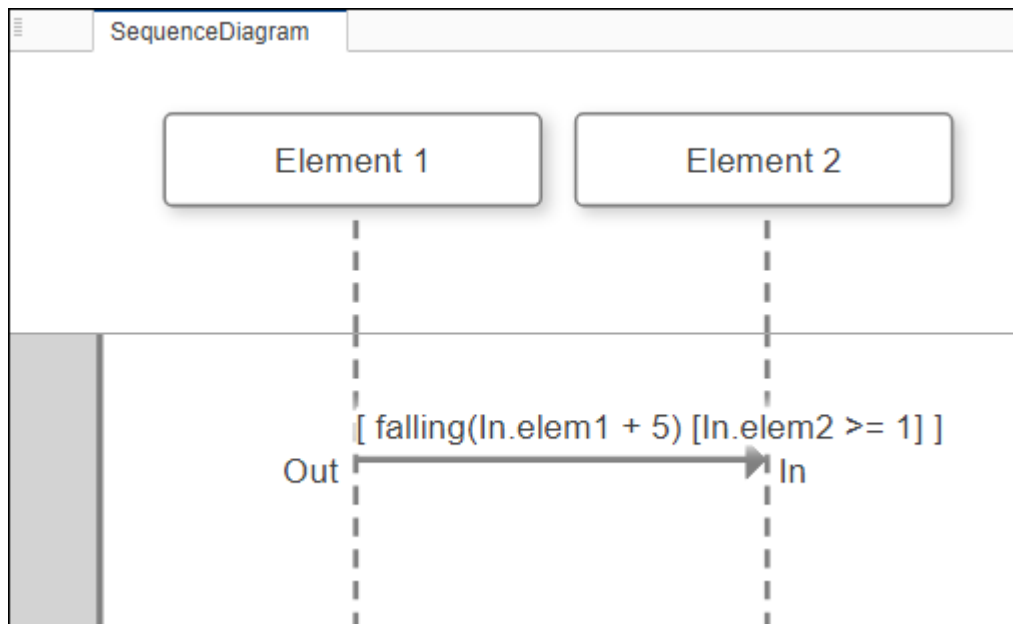 SequenceDiagram
Element 1
Element 2
[ falling(In.elem1 + 5) [In.elem2 >= 1] ]
Out
In